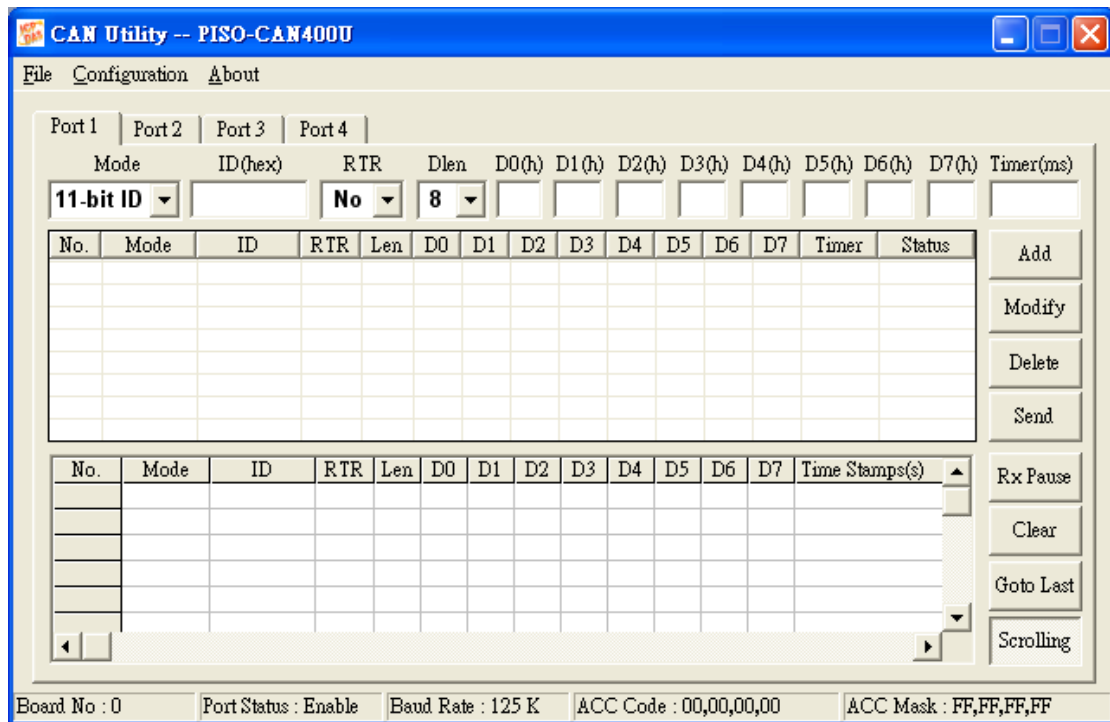 CAN Utility -- PISO-CAN400U
File Configuration About
Port 1 Port 2 Port 3 Port 4
Mode ID(hex) RTR Dlen D0(h) D1(h) D2(h) D3(h) D4(h) D5(h) D6(h) D7(h) Timer(ms)
11-bit ID No 8
No. Mode ID RTR Len D0 D1 D2 D3 D4 D5 D6 D7 Timer Status
Add
Modify
Delete
Send
No. Mode ID RTR Len D0 D1 D2 D3 D4 D5 D6 D7 Time Stamps(s)
Rx Pause
Clear
Goto Last
Scrolling
Board No : 0 Port Status : Enable Baud Rate : 125 K ACC Code : 00,00,00,00 ACC Mask : FF,FF,FF,FF